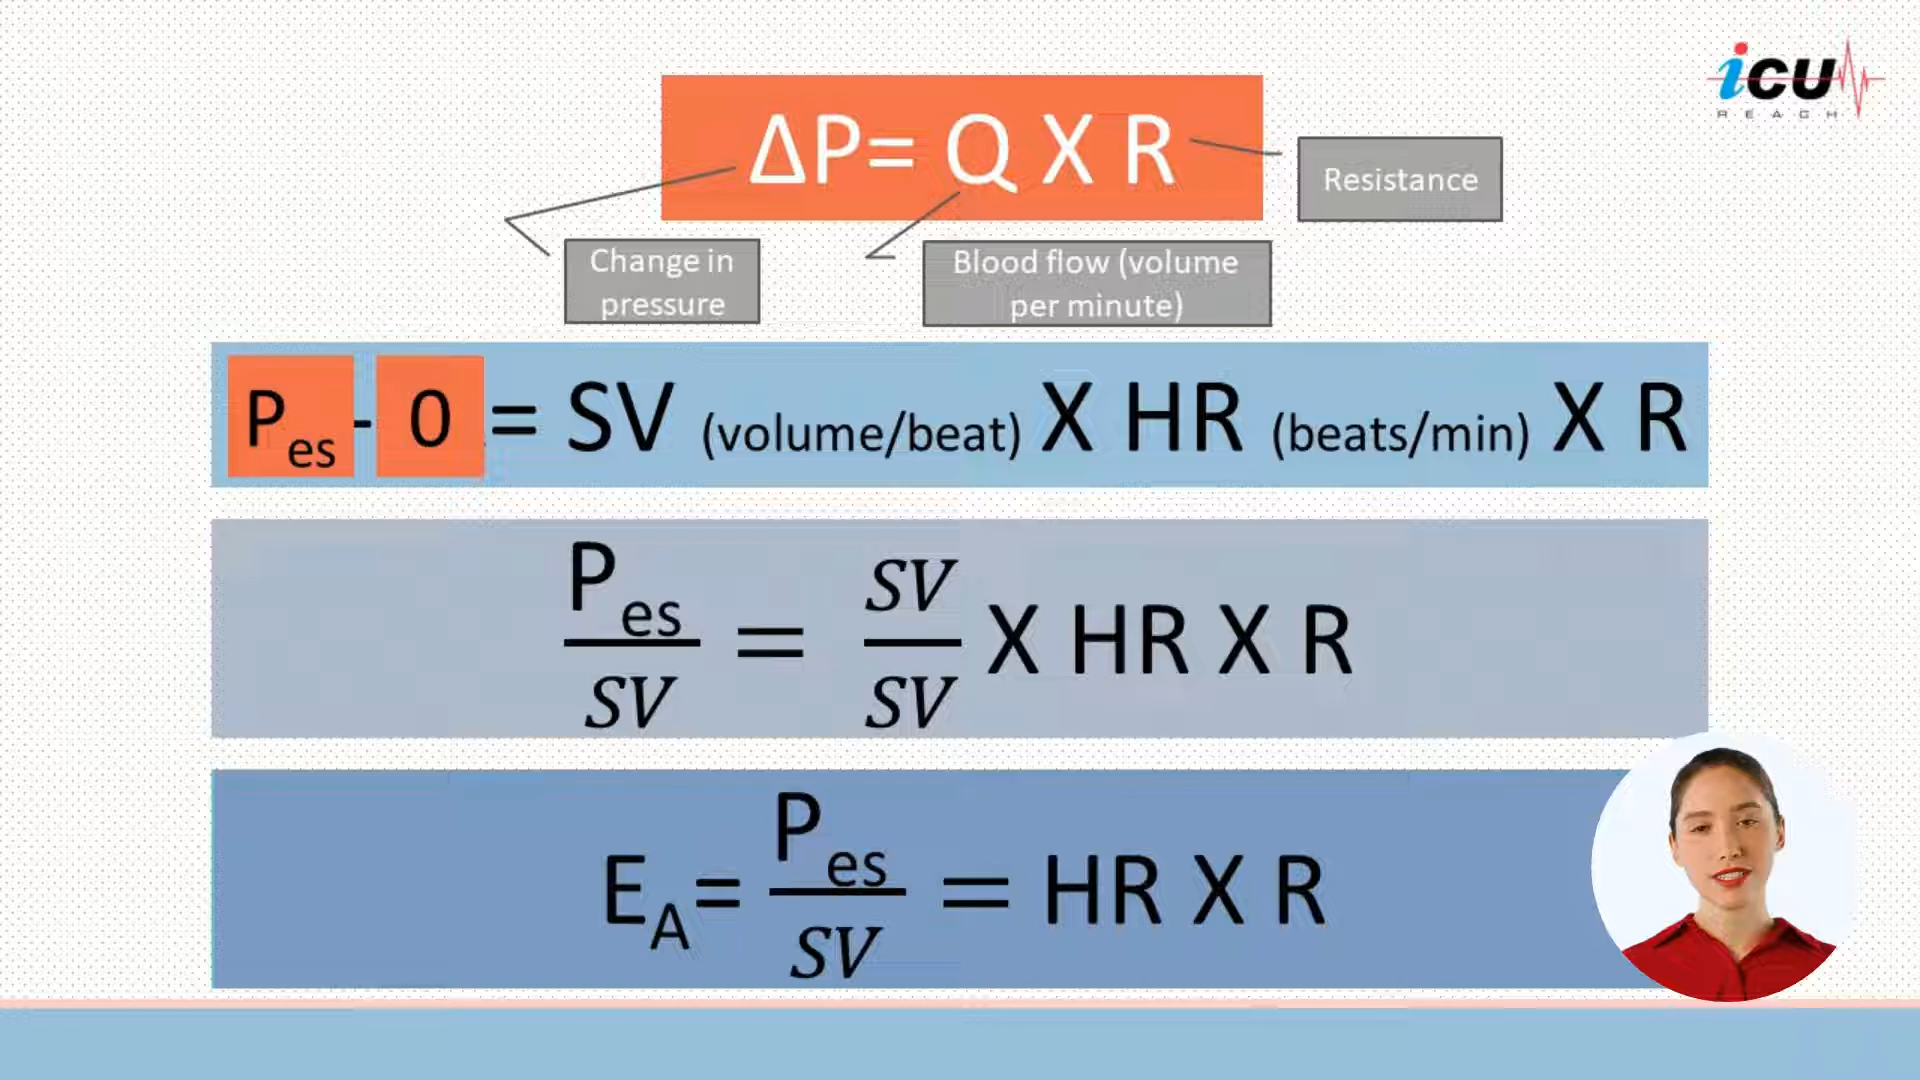 icu
REACH
ΔP= Q X R
Resistance
Change in
pressure
Blood flow (volume
per minute)
Pes - 0 = SV (volume/beat) X HR (beats/min) X R
Pes/SV = SV/SV X HR X R
EA= Pes/SV = HR X R